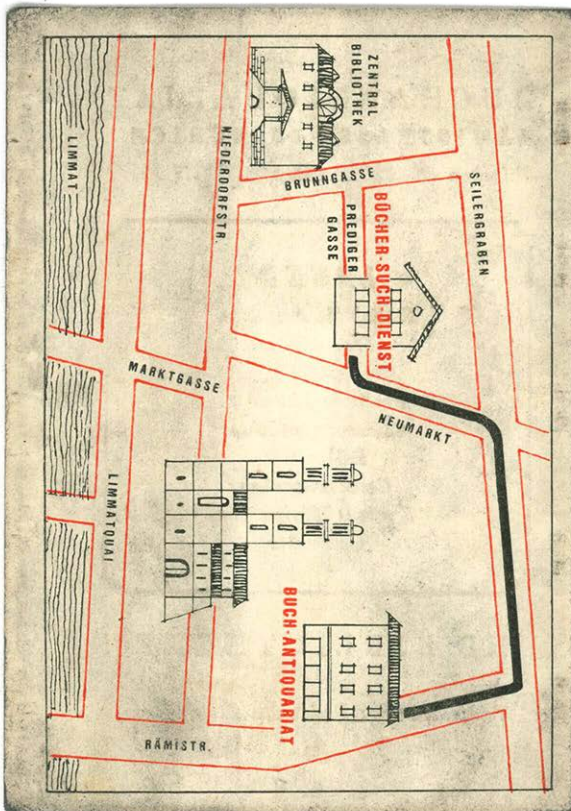 ZENTRAL
BIBLIOTHEK
SEILERGRABEN
BRUNNGASSE
NIEDERDORFSTR.
LIMMAT
PREDIGER
GASSE
BÜCHER-SUCH-DIENST
NEUMARKT
MARKTGASSE
LIMMATQUAI
BUCH-ANTIQUARIAT
RÄMISTR.